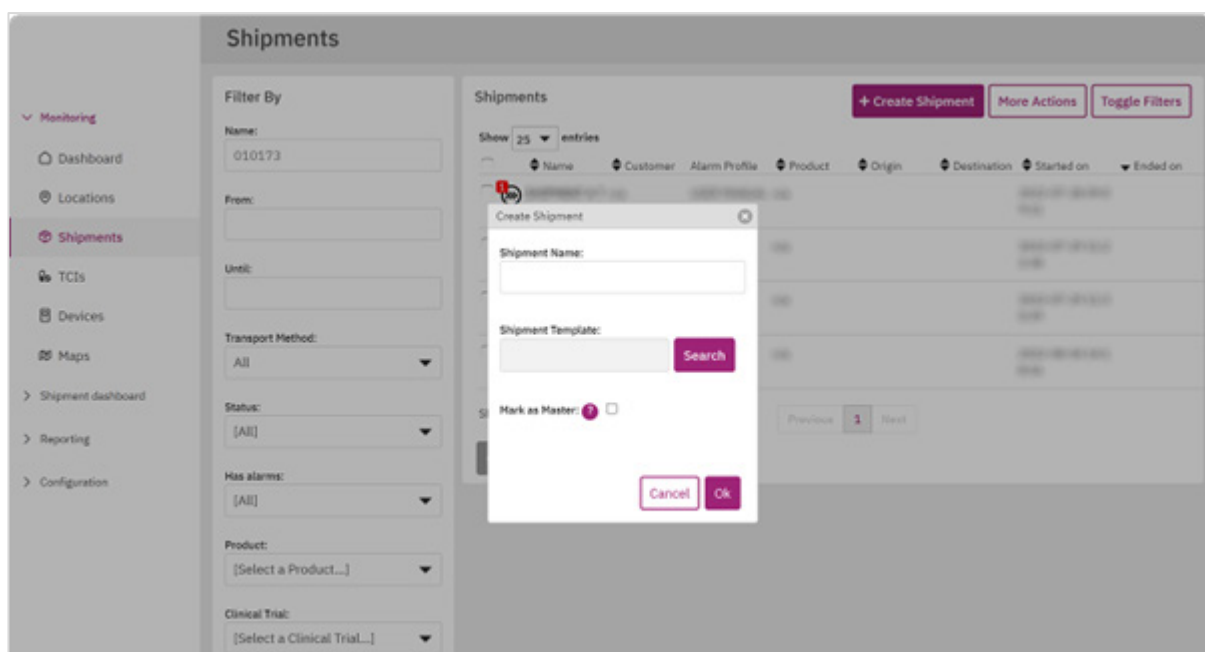 Shipments
Monitoring
Dashboard
Locations
Shipments
TCIs
Devices
Maps
Shipment dashboard
Reporting
Configuration
Filter By
Name:
010173
From:
Until:
Transport Method:
All
Status:
[All]
Has alarms:
[All]
Product:
[Select a Product...]
Clinical Trial:
[Select a Clinical Trial...]
Shipments
+ Create Shipment More Actions Toggle Filters
Show 25 entries
Name Customer Alarm Profile Product Origin Destination Started on Ended on
1
Create Shipment
Shipment Name:
Shipment Template:
Search
Mark as Master: ?
Cancel Ok
Previous 1 Next